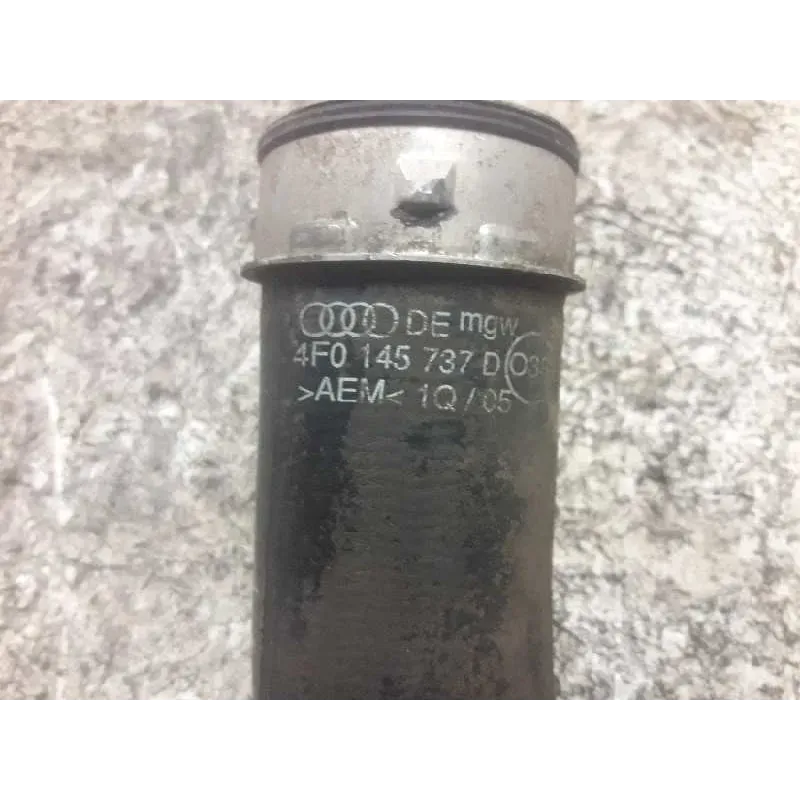 DE mgw
4F0 145 737 D
>AEM< 1Q / 05